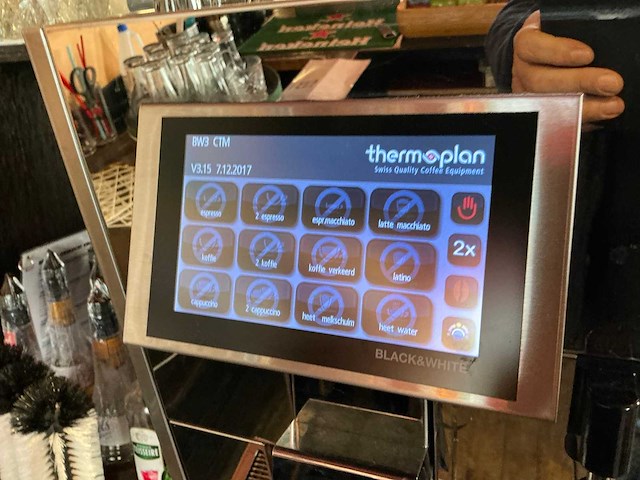 Heineken
Heineken
BW3 CTM
V3.15 7.12.2017
thermoplan
Swiss Quality Coffee Equipment
espresso
2 espresso
espr.macchiato
latte macchiato
2x
koffie
2 koffie
koffie verkeerd
latino
cappuccino
2 cappuccino
heet melkschuim
heet water
BLACK&WHITE